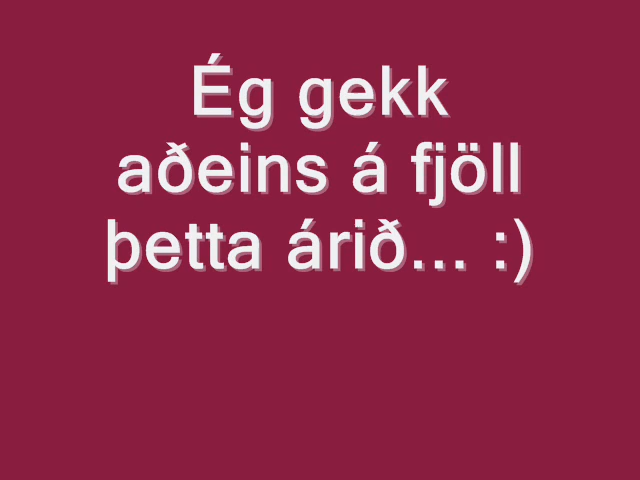 Ég gekk
aðeins á fjöll
þetta árið... :)